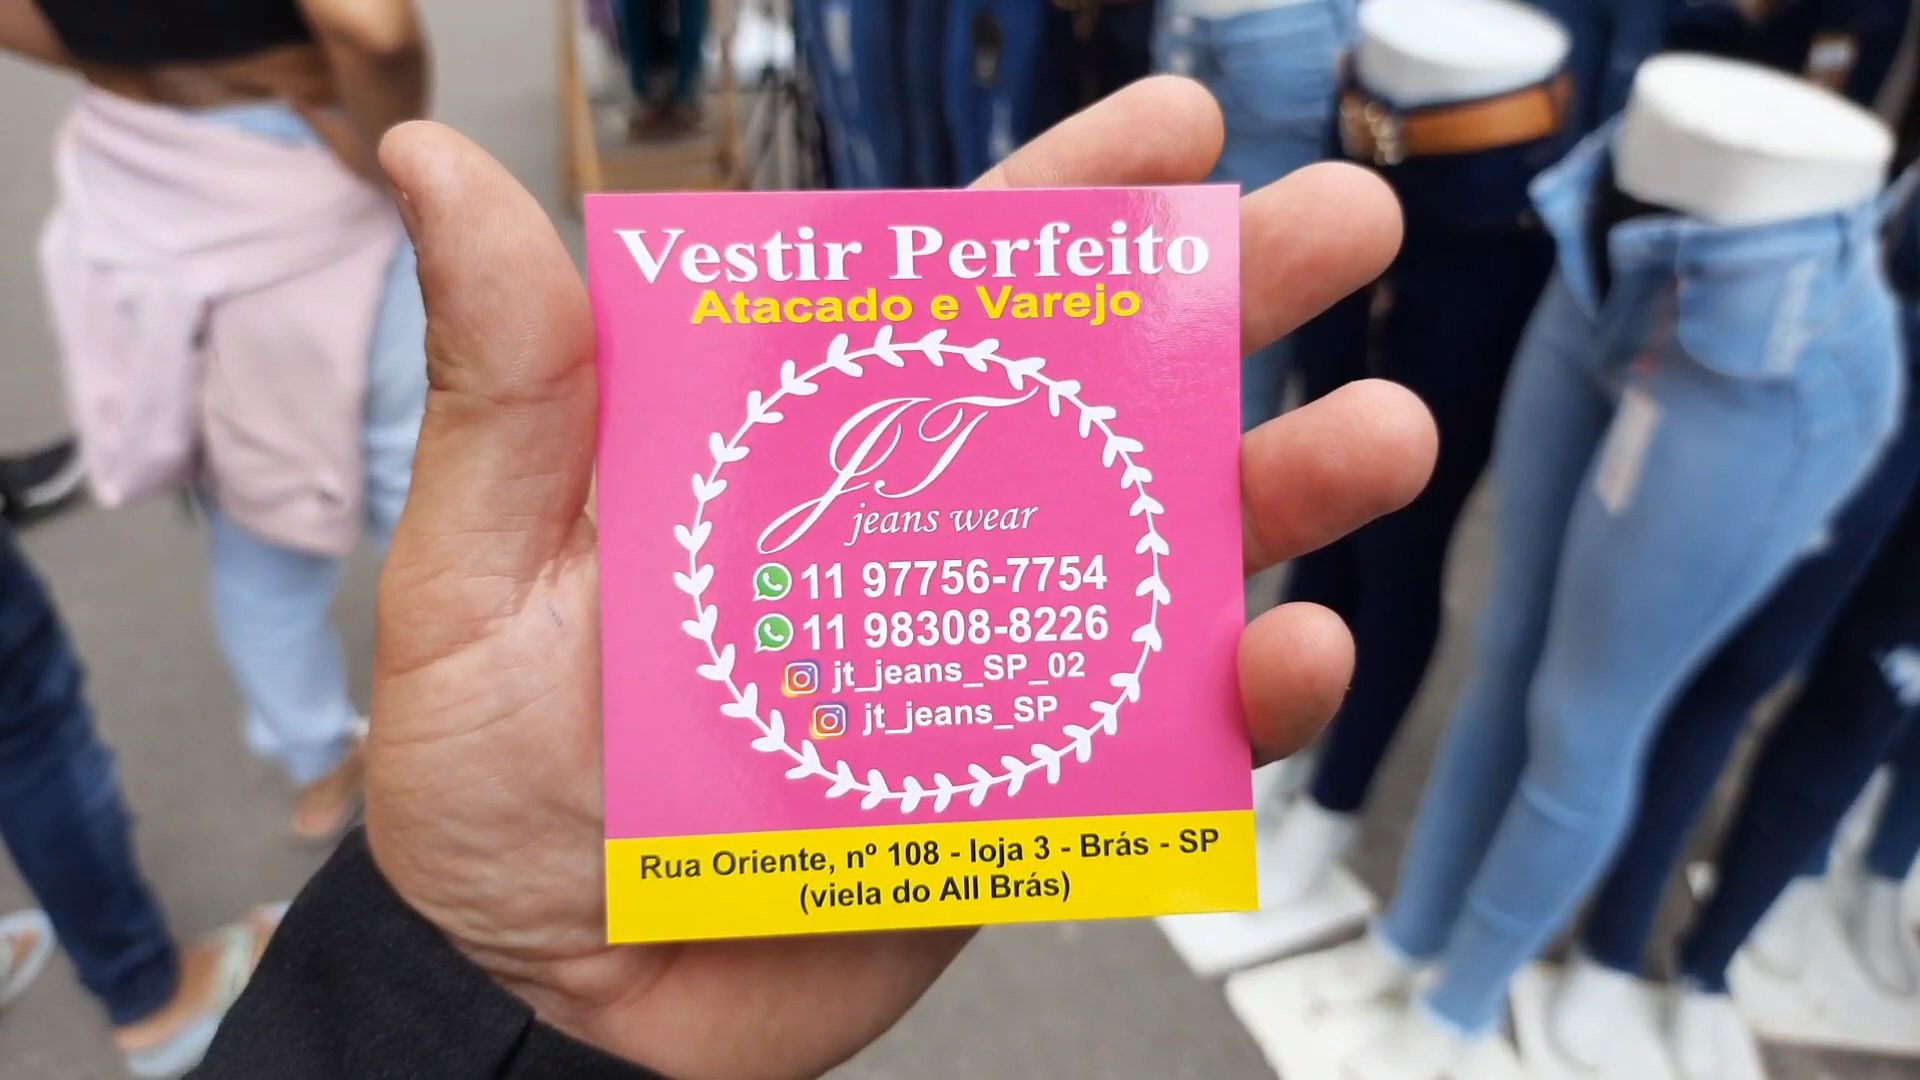 Vestir Perfeito
Atacado e Varejo
JT
jeans wear
11 97756-7754
11 98308-8226
jt_jeans_SP_02
jt_jeans_SP
Rua Oriente, nº 108 - loja 3 - Brás - SP
(viela do All Brás)